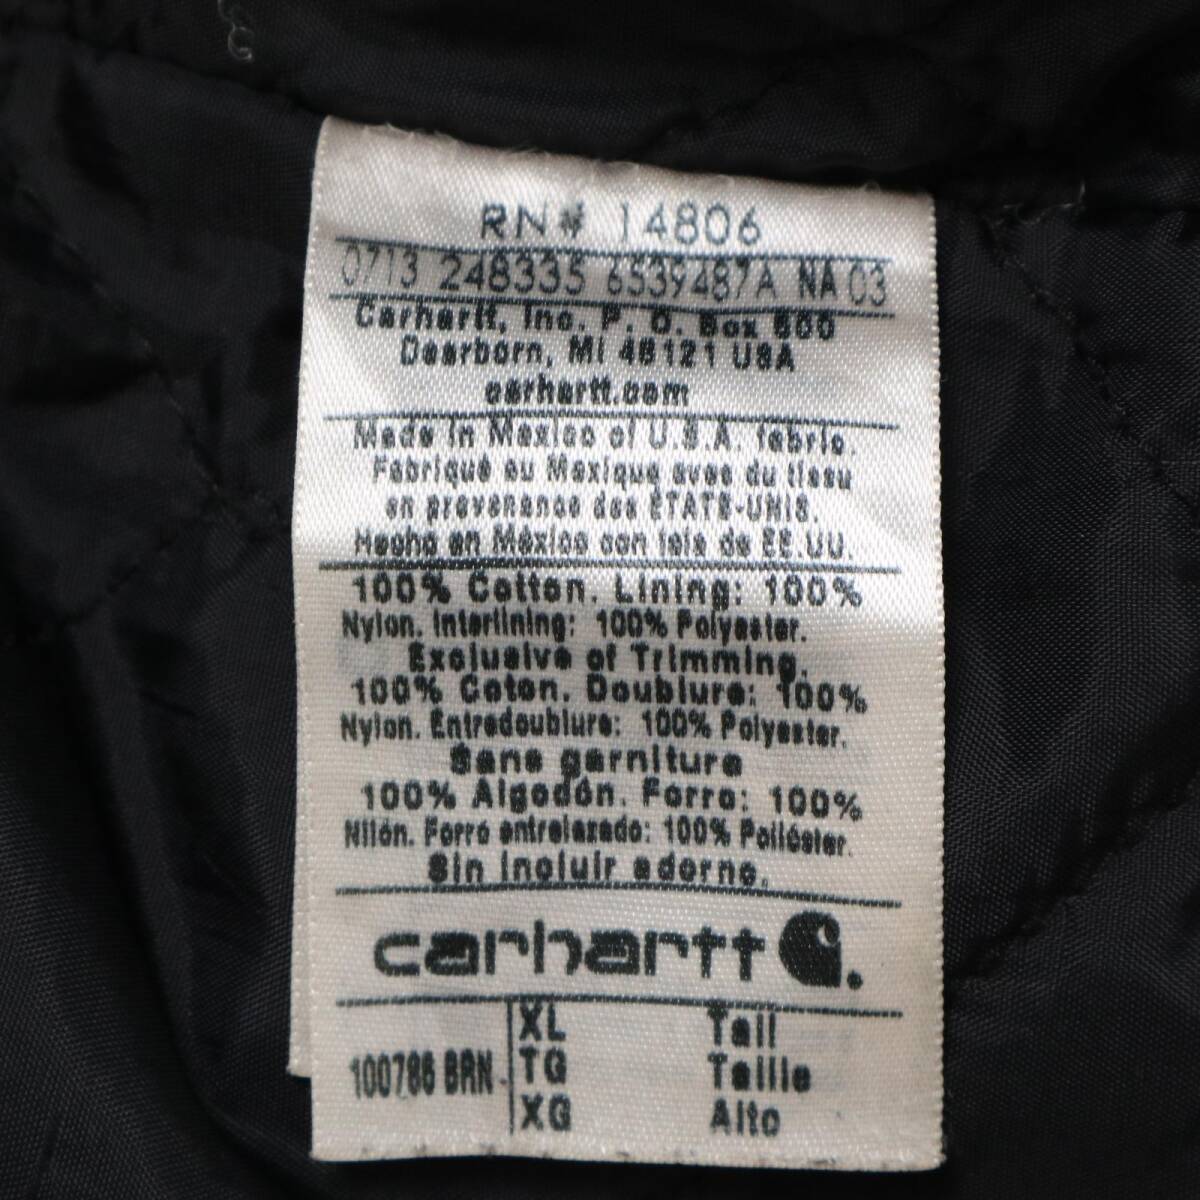 RN# 14806
0713 248335 6539487A NA 03
Carhartt, Inc. P. O. Box 600
Dearborn, MI 48121 USA
carhartt.com
Made in Mexico of U.S.A. fabric.
Fabriqué au Mexique avec du tissu
en provenance des ÉTATS-UNIS.
Hecho en México con tela de EE.UU.
100% Cotton. Lining: 100%
Nylon. Interlining: 100% Polyester.
Exclusive of Trimming.
100% Coton. Doublure: 100%
Nylon. Entredoublure: 100% Polyester.
Sans garniture
100% Algodón. Forro: 100%
Nilón. Forro entrelazado: 100% Poliéster.
Sin incluir adorno.
carhartt
100786 BRN
XL Tall
TG Taille
XG Alto